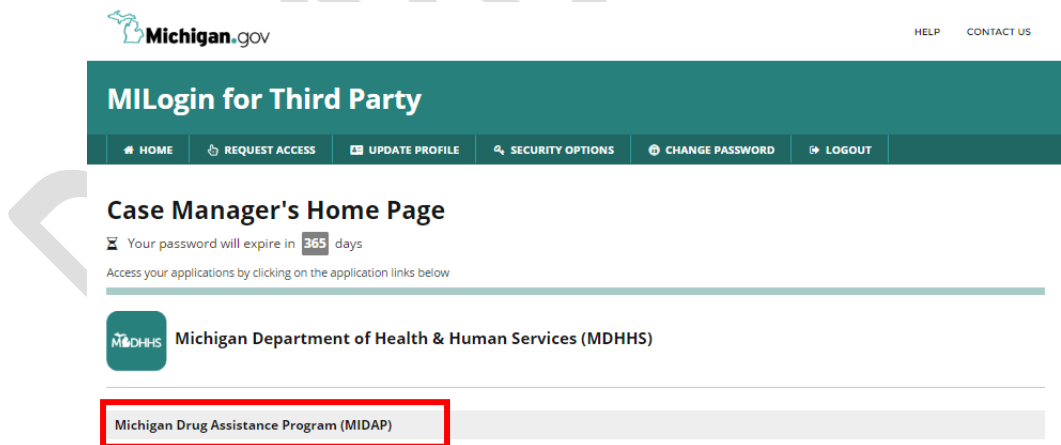 Michigan.gov
HELP CONTACT US
MILogin for Third Party
HOME REQUEST ACCESS UPDATE PROFILE SECURITY OPTIONS CHANGE PASSWORD LOGOUT
Case Manager's Home Page
Your password will expire in 365 days
Access your applications by clicking on the application links below
MDHHS Michigan Department of Health & Human Services (MDHHS)
Michigan Drug Assistance Program (MIDAP)